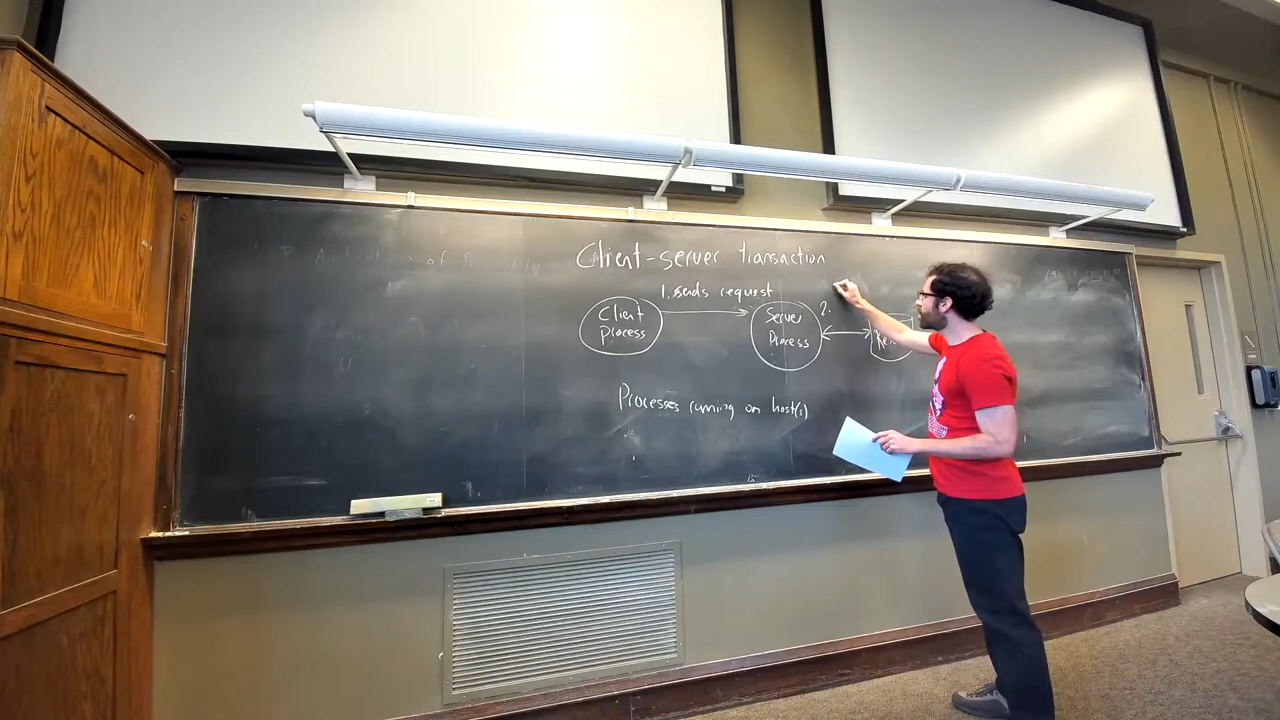 Client-server transaction
1. sends request
Client
Process
Server
Process
2.
Processes running on host(s)